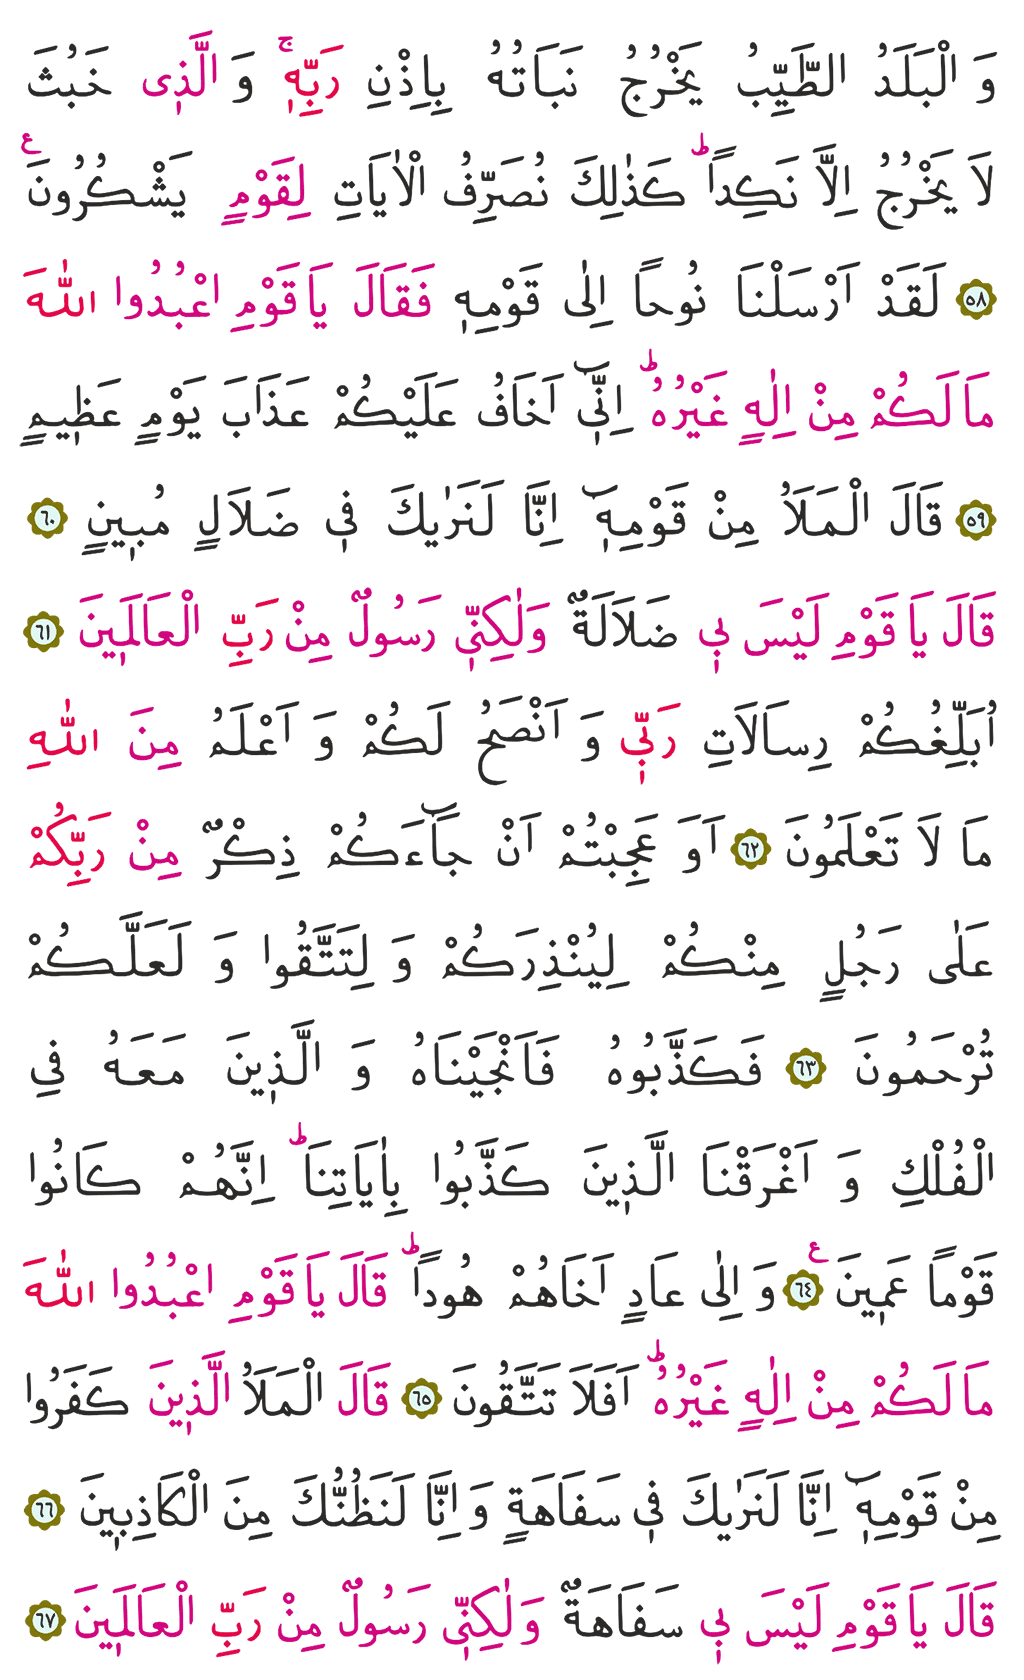 وَ الْبَلَدُ الطَّيِّبُ يَخْرُجُ نَبَاتُهُ بِاِذْنِ رَبِّهٖۚ وَ الَّذٖى خَبُثَ
لَا يَخْرُجُ اِلَّا نَكِداًؕ كَذٰلِكَ نُصَرِّفُ الْاٰيَاتِ لِقَوْمٍ يَشْكُرُونَࣖ
٥٨ لَقَدْ اَرْسَلْنَا نُوحاً اِلٰى قَوْمِهٖ فَقَالَ يَا قَوْمِ اعْبُدُوا اللّٰهَ
مَا لَكُمْ مِنْ اِلٰهٍ غَيْرُهُؕ اِنّٖٓى اَخَافُ عَلَيْكُمْ عَذَابَ يَوْمٍ عَظٖيمٍ
٥٩ قَالَ الْمَلَاُ مِنْ قَوْمِهٖٓ اِنَّا لَنَرٰيكَ فٖى ضَلَالٍ مُبٖينٍ ٦٠
قَالَ يَا قَوْمِ لَيْسَ بٖى ضَلَالَةٌ وَلٰكِنّٖى رَسُولٌ مِنْ رَبِّ الْعَالَمٖينَ ٦١
اُبَلِّغُكُمْ رِسَالَاتِ رَبّٖى وَ اَنْصَحُ لَكُمْ وَ اَعْلَمُ مِنَ اللّٰهِ
مَا لَا تَعْلَمُونَ ٦٢ اَوَ عَجِبْتُمْ اَنْ جَٓاءَكُمْ ذِكْرٌ مِنْ رَبِّكُمْ
عَلٰى رَجُلٍ مِنْكُمْ لِيُنْذِرَكُمْ وَ لِتَتَّقُوا وَ لَعَلَّكُمْ
تُرْحَمُونَ ٦٣ فَكَذَّبُوهُ فَاَنْجَيْنَاهُ وَ الَّذٖينَ مَعَهُ فِى
الْفُلْكِ وَ اَغْرَقْنَا الَّذٖينَ كَذَّبُوا بِاٰيَاتِنَاؕ اِنَّهُمْ كَانُوا
قَوْماً عَمٖينَࣖ ٦٤ وَ اِلٰى عَادٍ اَخَاهُمْ هُوداًؕ قَالَ يَا قَوْمِ اعْبُدُوا اللّٰهَ
مَا لَكُمْ مِنْ اِلٰهٍ غَيْرُهُؕ اَفَلَا تَتَّقُونَ ٦٥ قَالَ الْمَلَاُ الَّذٖينَ كَفَرُوا
مِنْ قَوْمِهٖٓ اِنَّا لَنَرٰيكَ فٖى سَفَاهَةٍ وَ اِنَّا لَنَظُنُّكَ مِنَ الْكَاذِبٖينَ ٦٦
قَالَ يَا قَوْمِ لَيْسَ بٖى سَفَاهَةٌ وَ لٰكِنّٖى رَسُولٌ مِنْ رَبِّ الْعَالَمٖينَ ٦٧